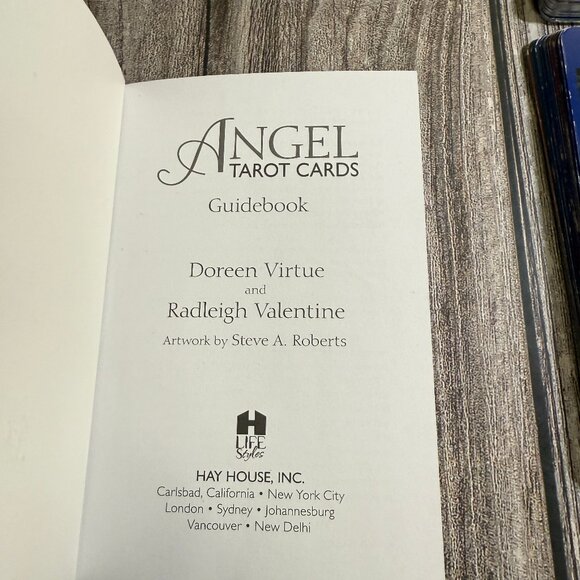 ANGEL
TAROT CARDS
Guidebook
Doreen Virtue
and
Radleigh Valentine
Artwork by Steve A. Roberts
H
LIFE
Styles
HAY HOUSE, INC.
Carlsbad, California • New York City
London • Sydney • Johannesburg
Vancouver • New Delhi